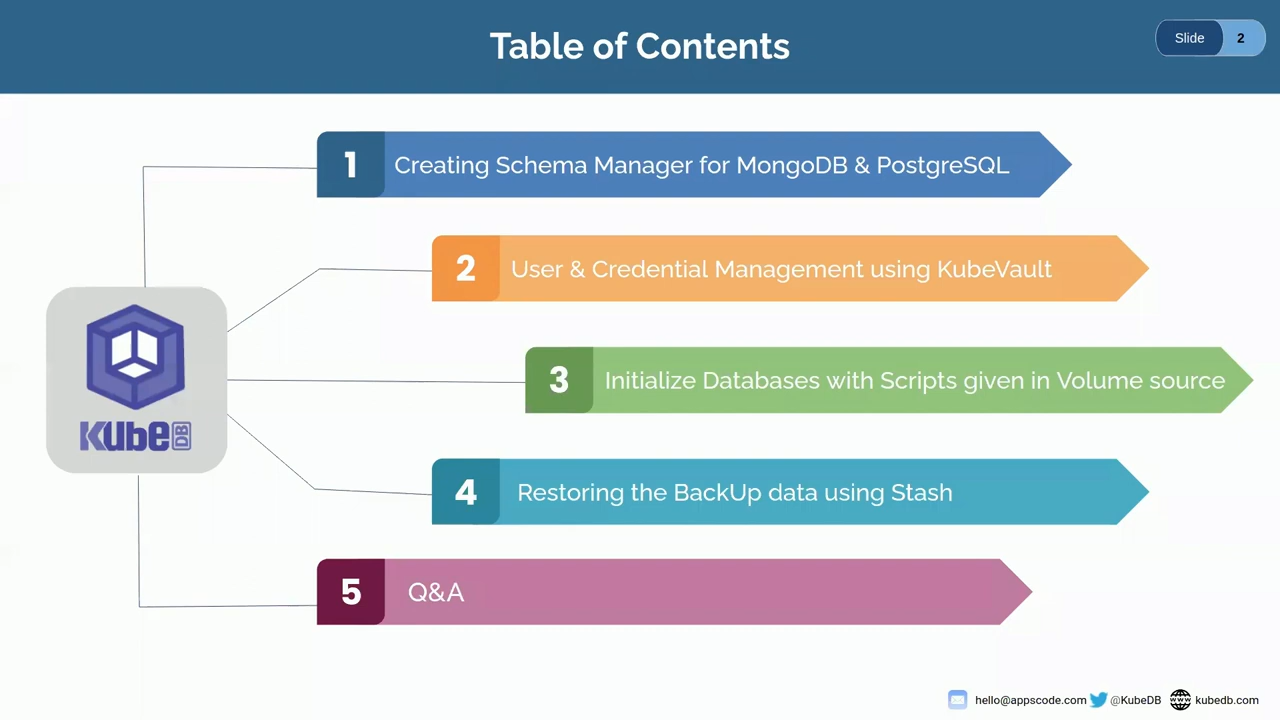 Table of Contents
Slide 2
1 Creating Schema Manager for MongoDB & PostgreSQL
2 User & Credential Management using KubeVault
3 Initialize Databases with Scripts given in Volume source
KubeDB
4 Restoring the BackUp data using Stash
5 Q&A
hello@appscode.com @KubeDB www kubedb.com